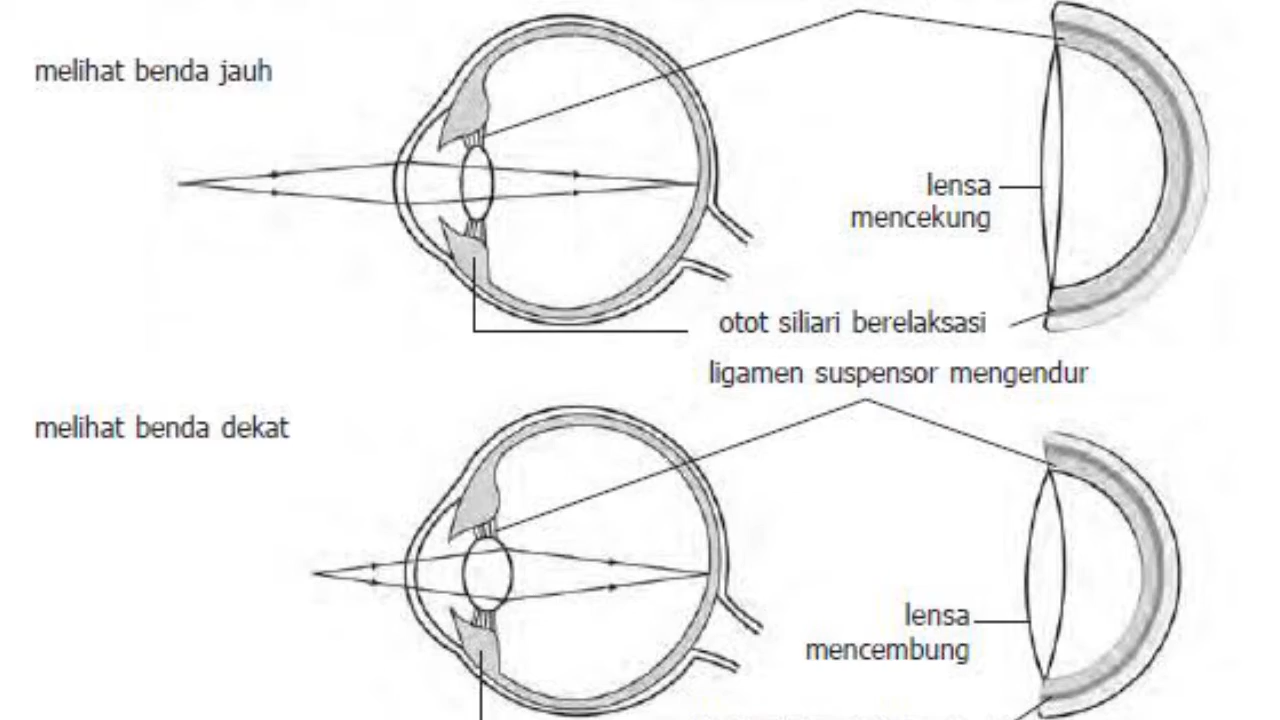 melihat benda jauh
lensa
mencekung
otot siliari berelaksasi
ligamen suspensor mengendur
melihat benda dekat
lensa
mencembung